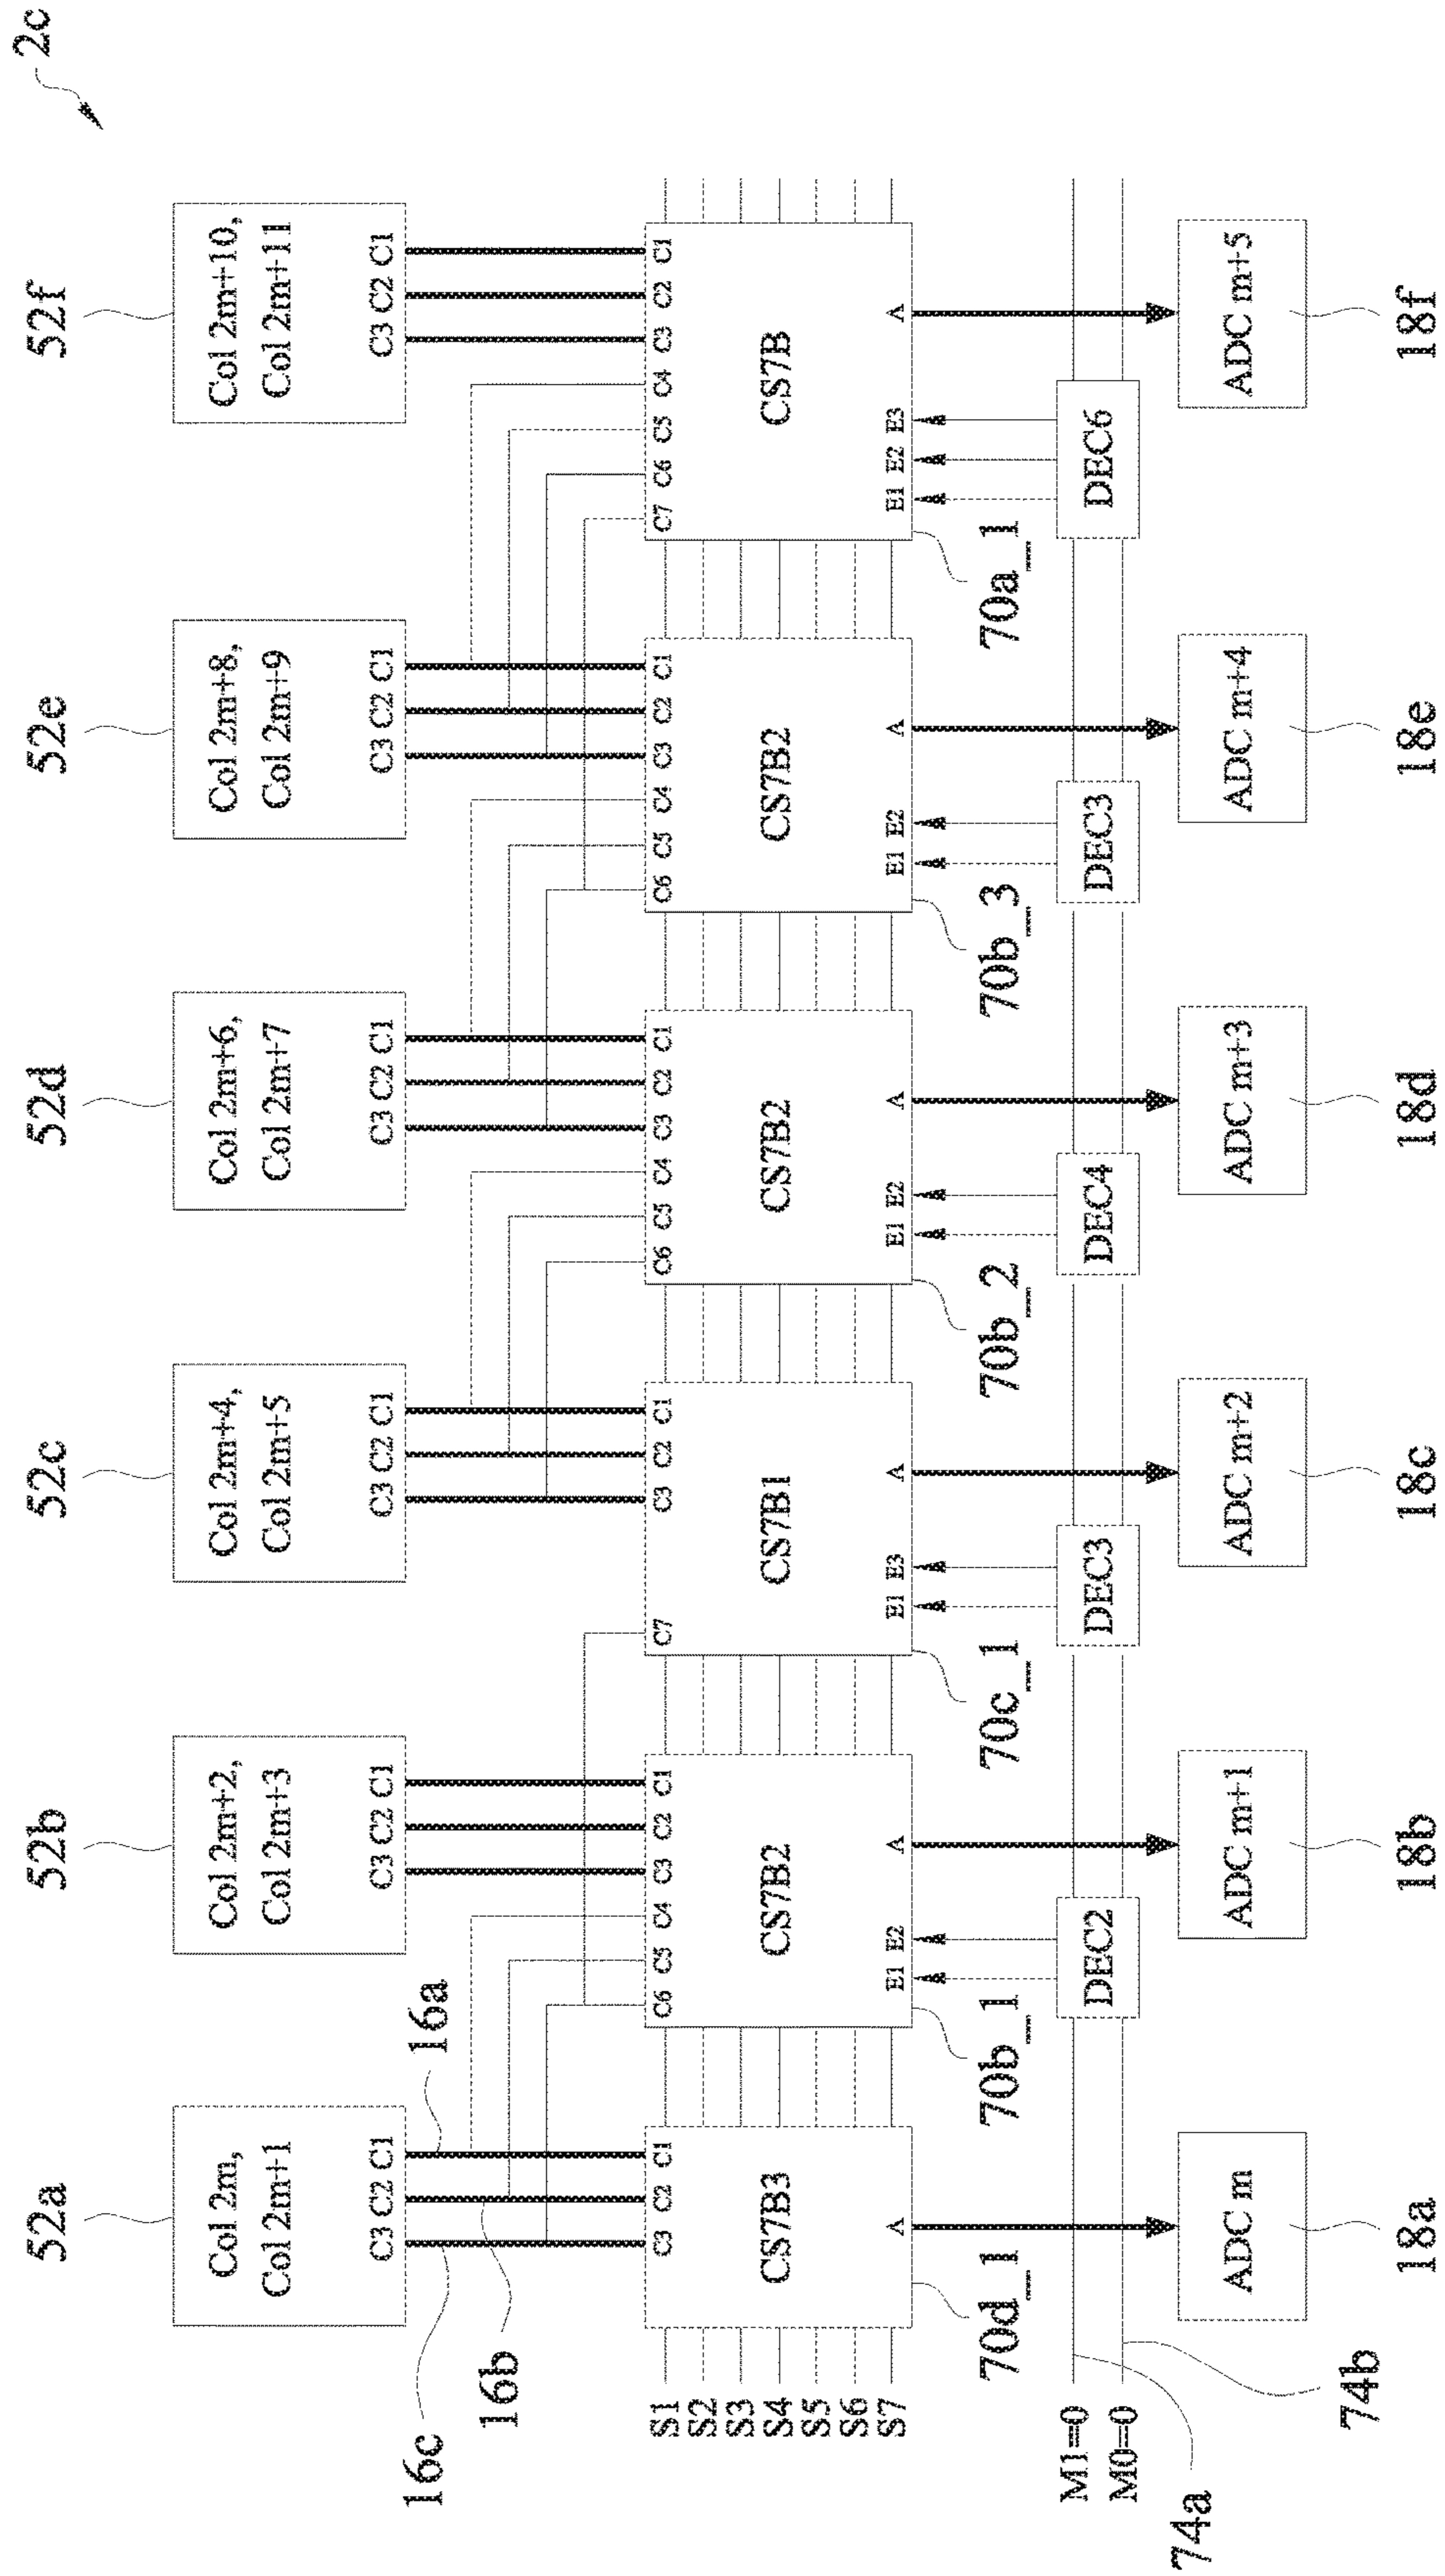 2c
52a
52b
52c
52d
52e
52f
Col 2m,
Col 2m+1
C3 C2 C1
Col 2m+2,
Col 2m+3
C3 C2 C1
Col 2m+4,
Col 2m+5
C3 C2 C1
Col 2m+6,
Col 2m+7
C3 C2 C1
Col 2m+8,
Col 2m+9
C3 C2 C1
Col 2m+10,
Col 2m+11
C3 C2 C1
16c
16b
16a
S1
S2
S3
S4
S5
S6
S7
C3 C2 C1
CS7B3
A
C6 C5 C4 C3 C2 C1
CS7B2
E1 E2 A
C7 C3 C2 C1
CS7B1
E1 E3 A
C6 C5 C4 C3 C2 C1
CS7B2
E1 E2 A
C6 C5 C4 C3 C2 C1
CS7B2
E1 E2 A
C7 C6 C5 C4 C3 C2 C1
CS7B
E1 E2 E3 A
70d_1
70b_1
70c_1
70b_2
70b_3
70a_1
M1=0
M0=0
74a
74b
DEC2
DEC3
DEC4
DEC3
DEC6
ADC m
ADC m+1
ADC m+2
ADC m+3
ADC m+4
ADC m+5
18a
18b
18c
18d
18e
18f